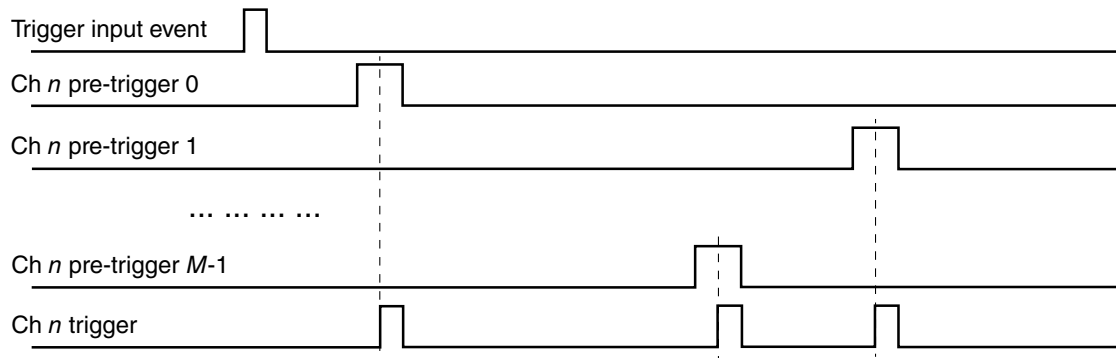 Trigger input event
Ch n pre-trigger 0
Ch n pre-trigger 1
... ... ... ...
Ch n pre-trigger M-1
Ch n trigger